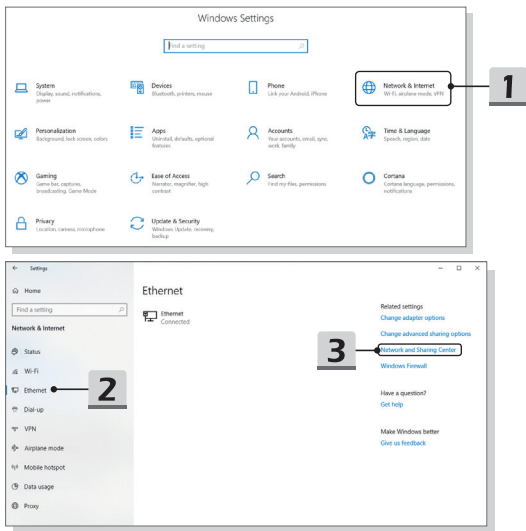 Windows Settings
Find a setting
System
Display, sound, notifications,
power
Devices
Bluetooth, printers, mouse
Phone
Link your Android, iPhone
Network & Internet
Wi-Fi, airplane mode, VPN
1
Personalization
Background, lock screen, colors
Apps
Uninstall, defaults, optional
features
Accounts
Your accounts, email, sync,
work, family
Time & Language
Speech, region, date
Gaming
Game bar, captures,
broadcasting, Game Mode
Ease of Access
Narrator, magnifier, high
contrast
Search
Find my files, permissions
Cortana
Cortana language, permissions,
notifications
Privacy
Location, camera, microphone
Update & Security
Windows Update, recovery,
backup
Settings
Home
Find a setting
Network & Internet
Status
Wi-Fi
Ethernet
2
Dial-up
VPN
Airplane mode
Mobile hotspot
Data usage
Proxy
Ethernet
Ethernet
Connected
Related settings
Change adapter options
Change advanced sharing options
3
Network and Sharing Center
Windows Firewall
Have a question?
Get help
Make Windows better
Give us feedback